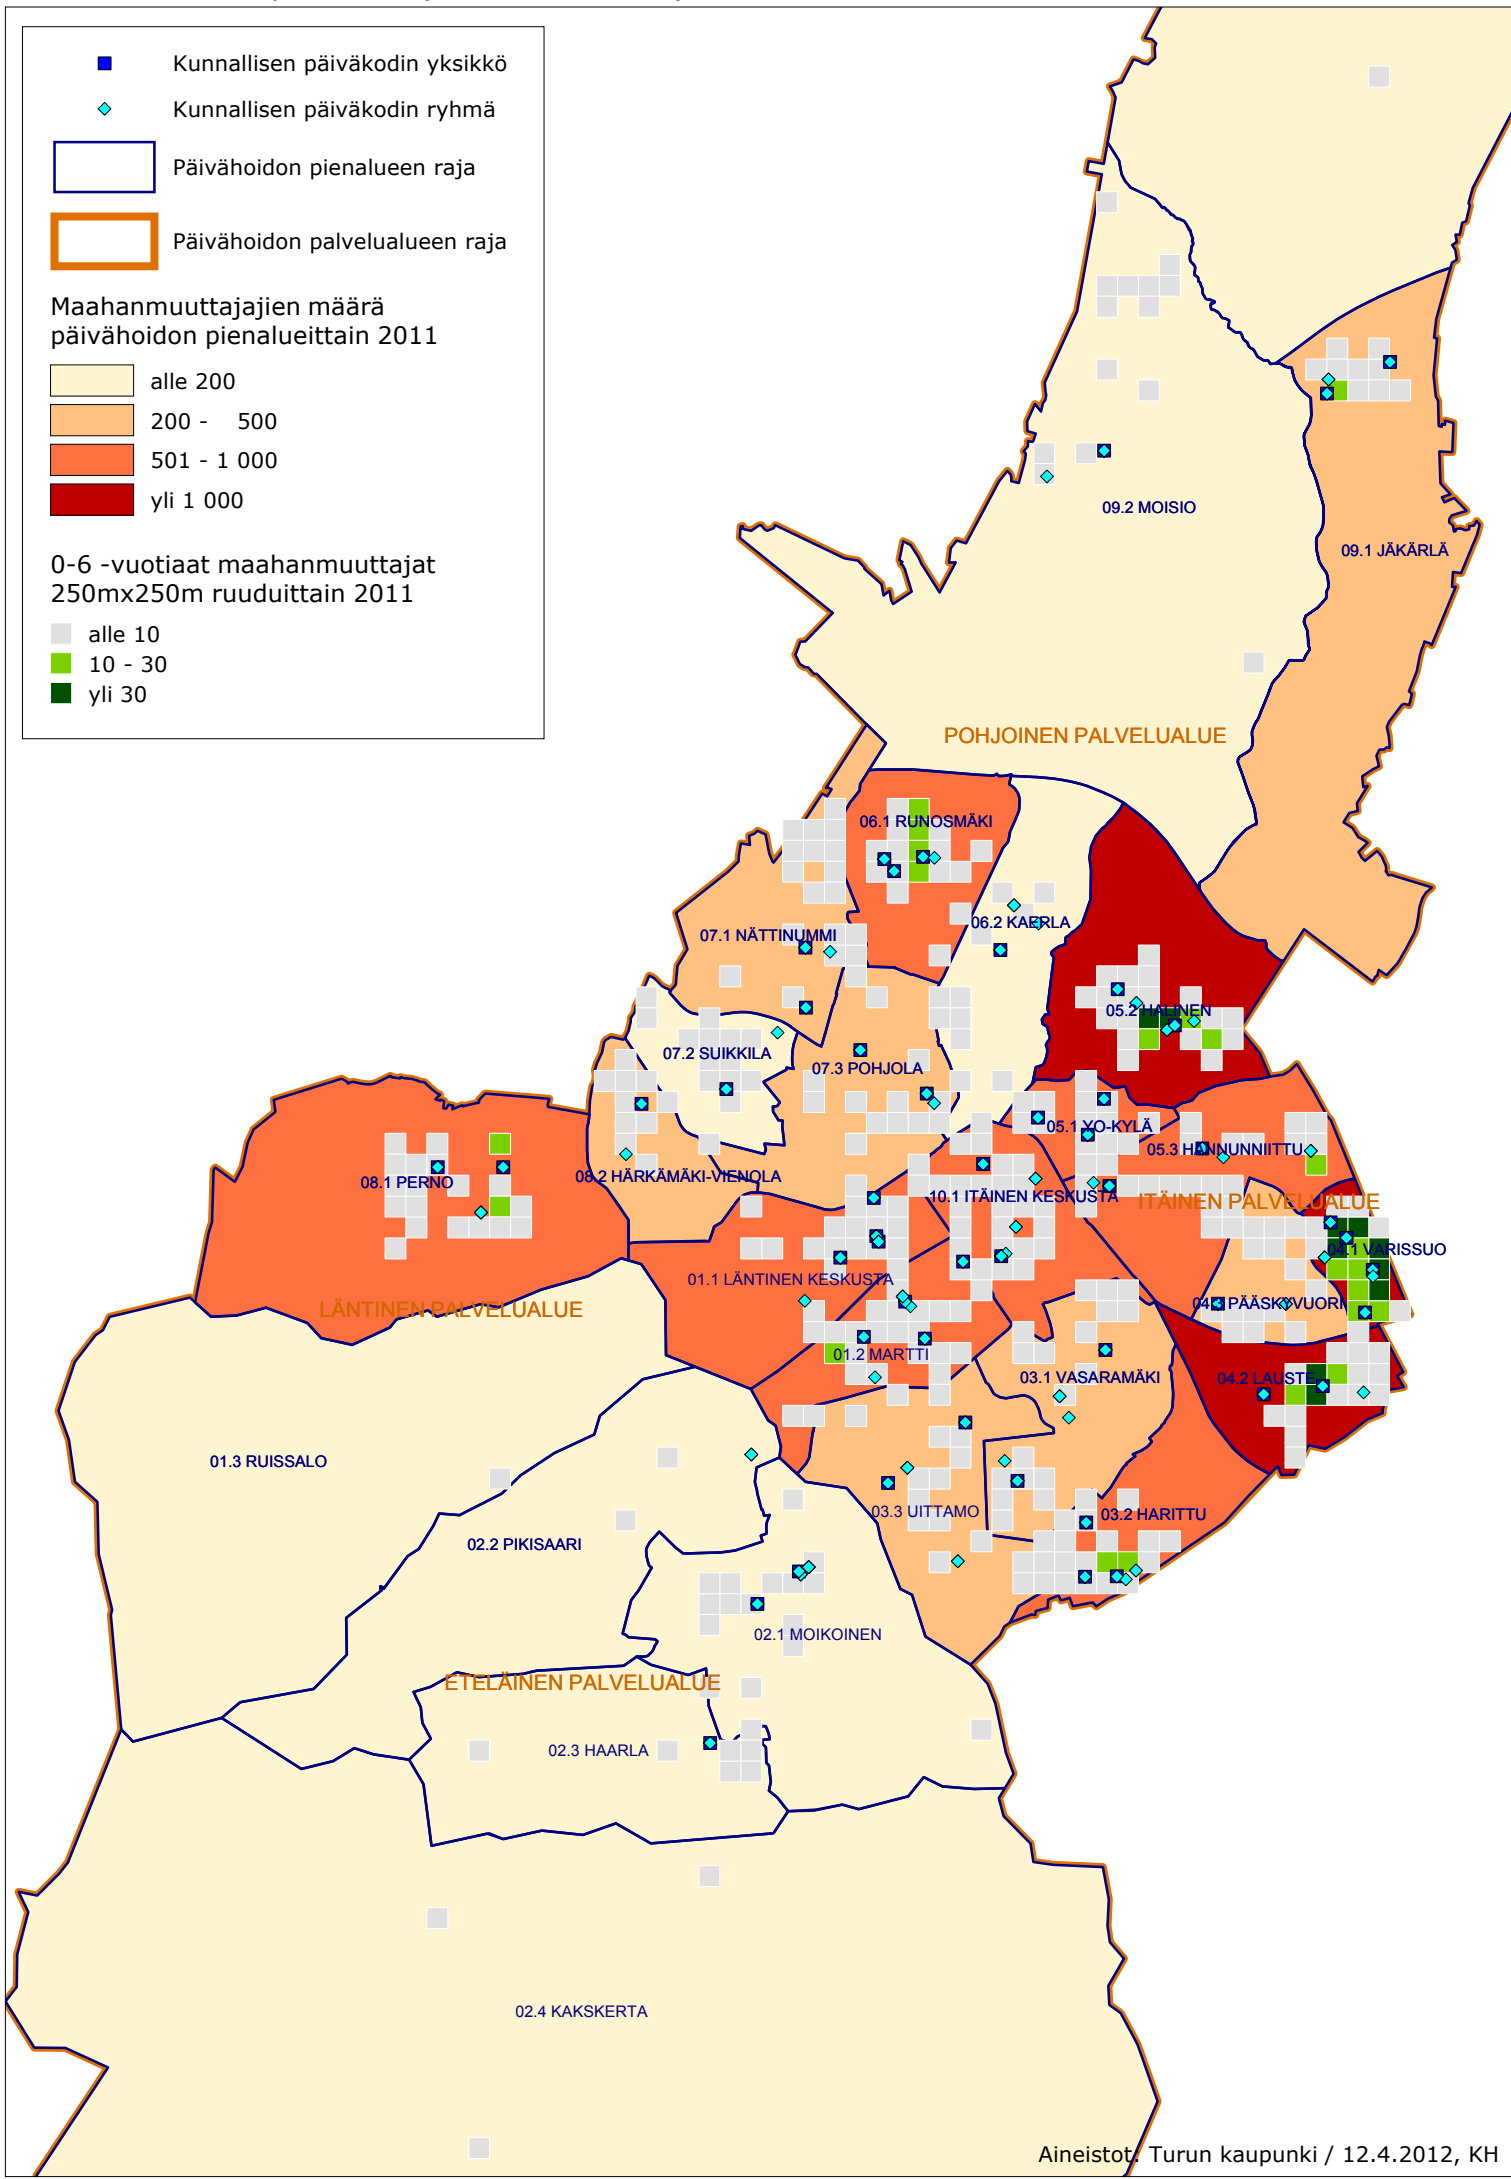 Kunnallisen päiväkodin yksikkö
Kunnallisen päiväkodin ryhmä
Päivähoidon pienalueen raja
Päivähoidon palvelualueen raja
Maahanmuuttajajien määrä
päivähoidon pienalueittain 2011
alle 200
200 - 500
501 - 1 000
yli 1 000
0-6 -vuotiaat maahanmuuttajat
250mx250m ruuduittain 2011
alle 10
10 - 30
yli 30
09.2 MOISIO
09.1 JÄKÄRLÄ
POHJOINEN PALVELUALUE
06.1 RUNOSMÄKI
06.2 KAERLA
07.1 NÄTTINUMMI
05.2 HALINEN
07.2 SUIKKILA
07.3 POHJOLA
05.1 YO-KYLÄ
05.3 HANNUNNIITTU
08.2 HÄRKÄMÄKI-VIENOLA
08.1 PERNO
10.1 ITÄINEN KESKUSTA
ITÄINEN PALVELUALUE
04.1 VARISSUO
01.1 LÄNTINEN KESKUSTA
PÄÄSKYVUORI
LÄNTINEN PALVELUALUE
01.2 MARTTI
03.1 VASARAMÄKI
04.2 LAUSTE
01.3 RUISSALO
03.3 UITTAMO
03.2 HARITTU
02.2 PIKISAARI
02.1 MOIKOINEN
ETELÄINEN PALVELUALUE
02.3 HAARLA
02.4 KAKSKERTA
Aineistot: Turun kaupunki / 12.4.2012, KH